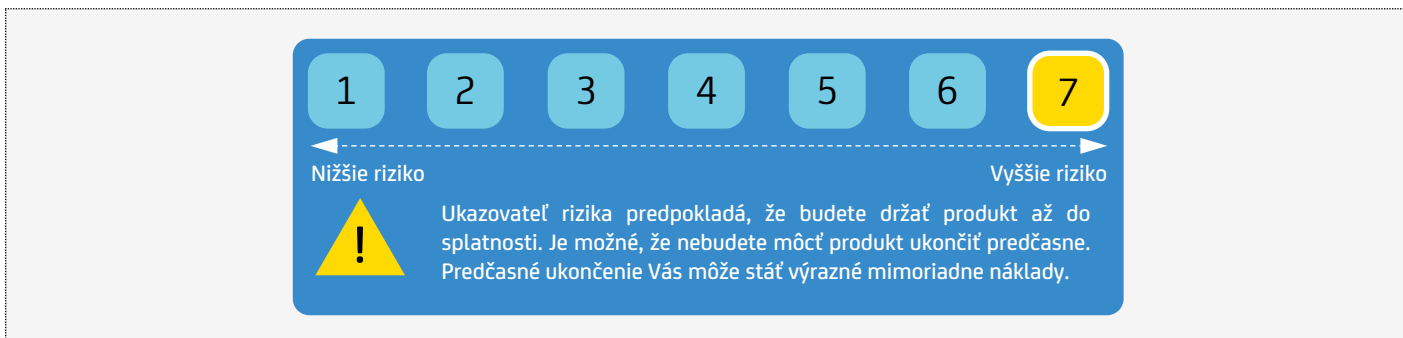 1 2 3 4 5 6 7
Nižšie riziko Vyššie riziko
!
Ukazovateľ rizika predpokladá, že budete držať produkt až do
splatnosti. Je možné, že nebudete môcť produkt ukončiť predčasne.
Predčasné ukončenie Vás môže stáť výrazné mimoriadne náklady.